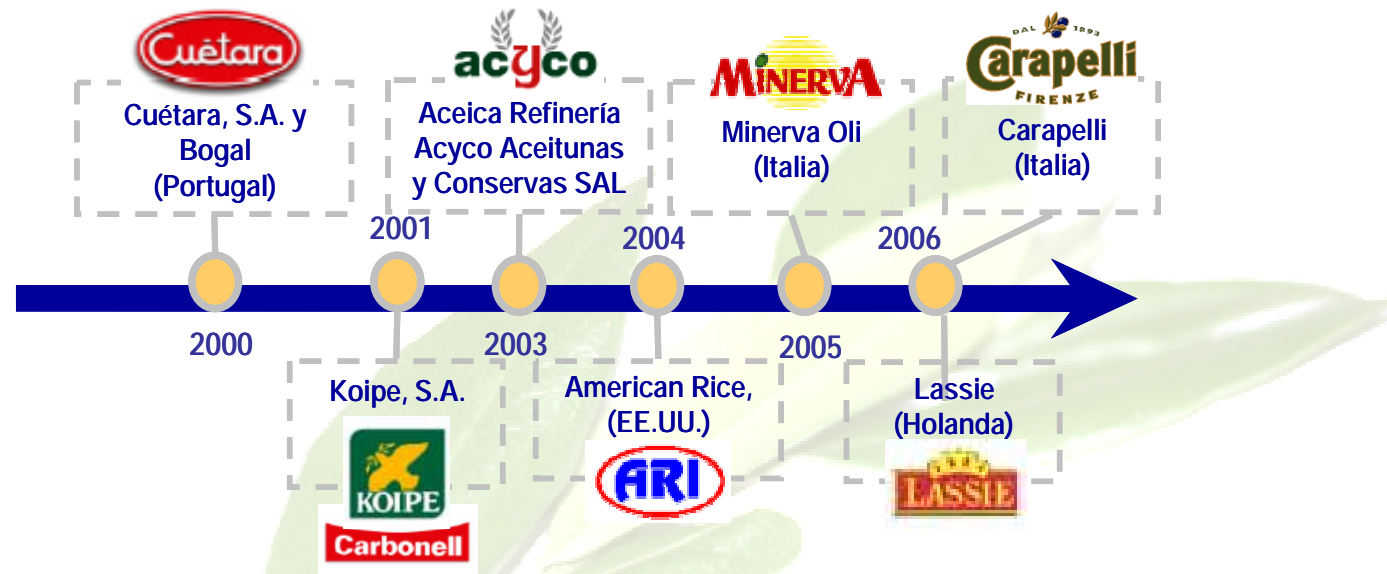 Cuétara
Cuétara, S.A. y
Bogal
(Portugal)
2000
2001
Koipe, S.A.
KOIPE
Carbonell
acyco
Aceica Refinería
Acyco Aceitunas
y Conservas SAL
2003
2004
American Rice,
(EE.UU.)
ARI
MiNERVA
Minerva Oli
(Italia)
2005
2006
DAL 1893
Carapelli
FIRENZE
Carapelli
(Italia)
Lassie
(Holanda)
LASSIE